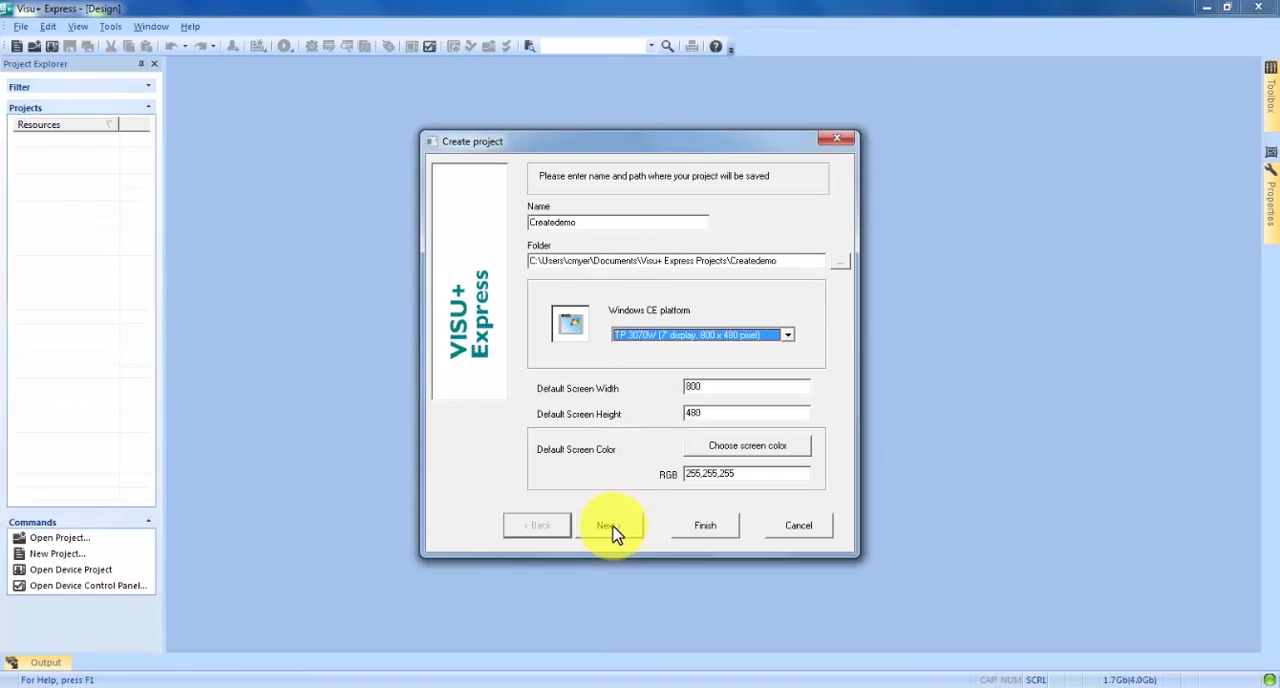 Visu+ Express - [Design]
File Edit View Tools Window Help
Project Explorer
Filter
Projects
Resources
Commands
Open Project...
New Project...
Open Device Project
Open Device Control Panel...
Create project
VISU+
Express
Please enter name and path where your project will be saved
Name
Createdemo
Folder
C:\Users\cmyer\Documents\Visu+ Express Projects\Createdemo
...
Windows CE platform
TP 3070W (7" display, 800 x 480 pixel)
Default Screen Width
800
Default Screen Height
480
Default Screen Color
Choose screen color
RGB
255,255,255
< Back
Next >
Finish
Cancel
Toolbox
Properties
Output
For Help, press F1
CAP NUM SCRL
1.7Gb(4.0Gb)